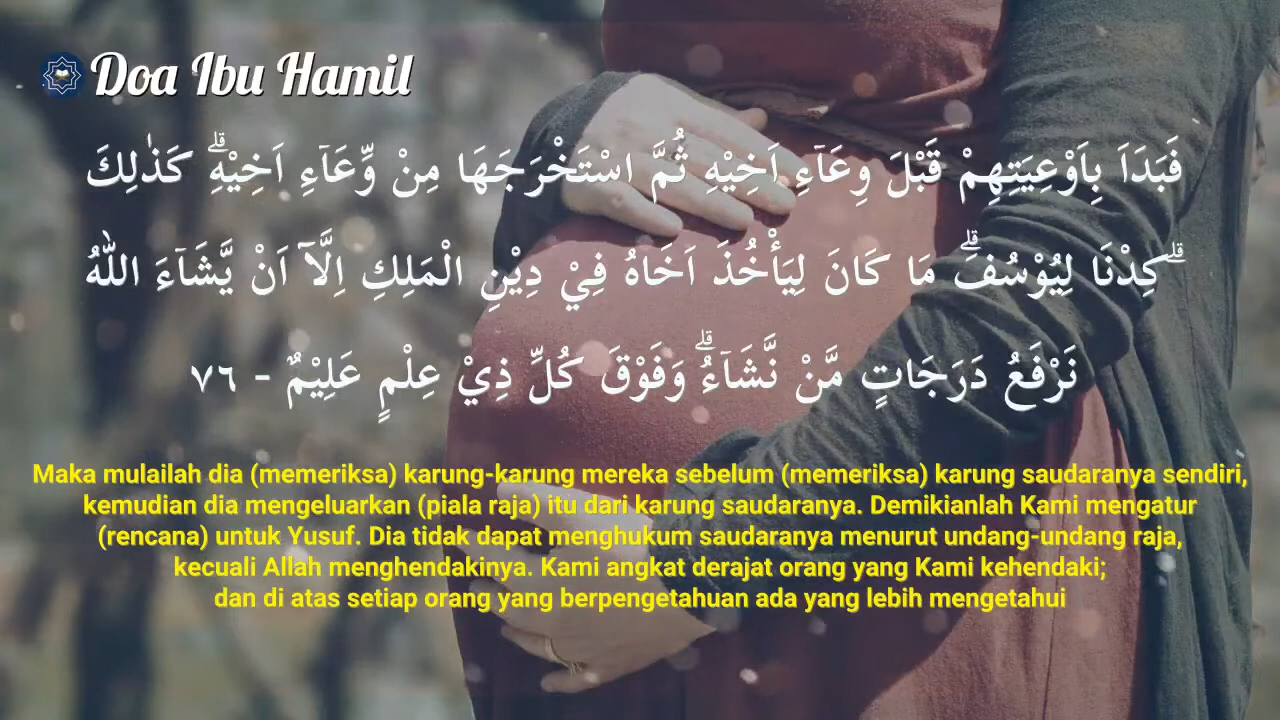 Doa Ibu Hamil
فَبَدَاَ بِاَوْعِيَتِهِمْ قَبْلَ وِعَاۤءِ اَخِيْهِ ثُمَّ اسْتَخْرَجَهَا مِنْ وِّعَاۤءِ اَخِيْهِۗ كَذٰلِكَ
كِدْنَا لِيُوْسُفَۗ مَا كَانَ لِيَأْخُذَ اَخَاهُ فِيْ دِيْنِ الْمَلِكِ اِلَّآ اَنْ يَّشَاۤءَ اللّٰهُ ۗ
نَرْفَعُ دَرَجَاتٍ مَّنْ نَّشَاۤءُۗ وَفَوْقَ كُلِّ ذِيْ عِلْمٍ عَلِيْمٌ - ٧٦
Maka mulailah dia (memeriksa) karung-karung mereka sebelum (memeriksa) karung saudaranya sendiri,
kemudian dia mengeluarkan (piala raja) itu dari karung saudaranya. Demikianlah Kami mengatur
(rencana) untuk Yusuf. Dia tidak dapat menghukum saudaranya menurut undang-undang raja,
kecuali Allah menghendakinya. Kami angkat derajat orang yang Kami kehendaki;
dan di atas setiap orang yang berpengetahuan ada yang lebih mengetahui